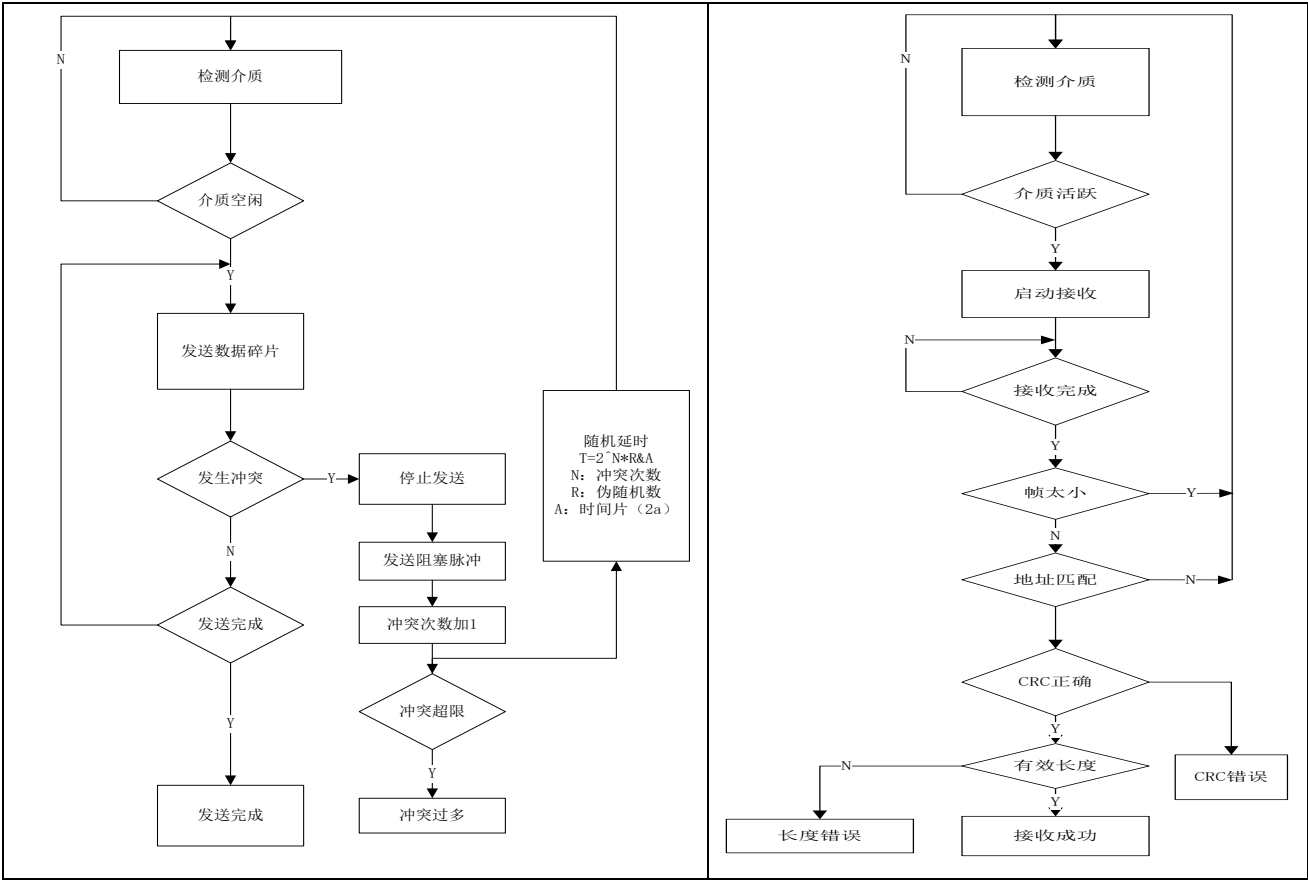 N
检测介质
介质空闲
Y
发送数据碎片
发生冲突
Y
停止发送
N
发送阻塞脉冲
发送完成
冲突次数加1
冲突超限
Y
Y
发送完成
冲突过多
随机延时
T=2^N*R&A
N: 冲突次数
R: 伪随机数
A: 时间片（2a）
N
检测介质
介质活跃
Y
启动接收
N
接收完成
Y
帧太小
Y
N
地址匹配
N
CRC正确
Y
CRC错误
有效长度
N
Y
长度错误
接收成功